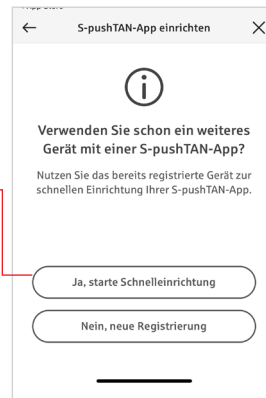 S-pushTAN-App einrichten
Verwenden Sie schon ein weiteres
Gerät mit einer S-pushTAN-App?
Nutzen Sie das bereits registrierte Gerät zur
schnellen Einrichtung Ihrer S-pushTAN-App.
Ja, starte Schnelleinrichtung
Nein, neue Registrierung